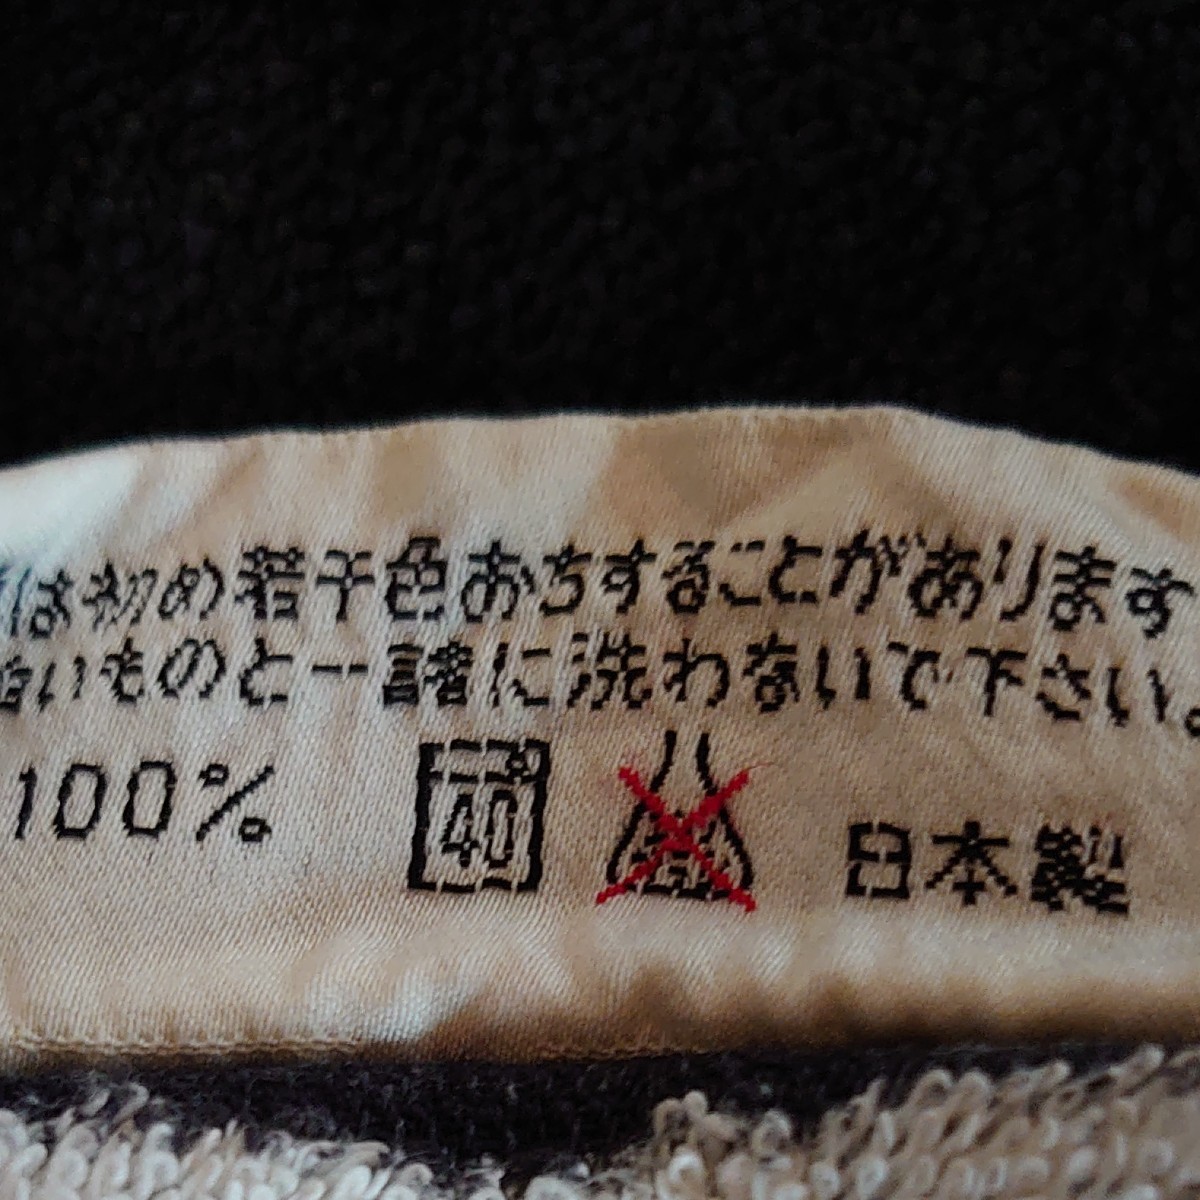 は初め若干色おちすることがあります
いものと一諸に洗わないで下さい。
100%
40
日本製